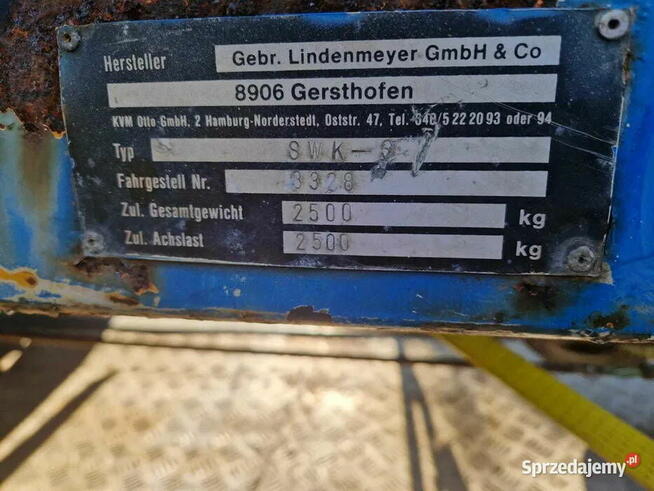 Hersteller Gebr. Lindenmeyer GmbH & Co
8906 Gersthofen
KVM Otto GmbH, 2 Hamburg-Norderstedt, Oststr. 47, Tel. 040/5 22 20 93 oder 94
Typ SWK-
Fahrgestell Nr. 3328
Zul. Gesamtgewicht 2500 kg
Zul. Achslast 2500 kg
Sprzedajemy.pl